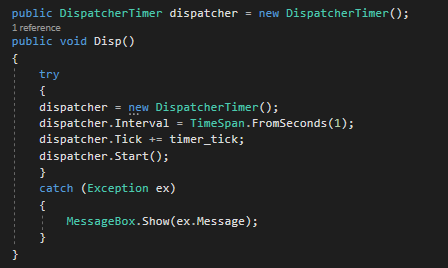 public DispatcherTimer dispatcher = new DispatcherTimer();
1 reference
public void Disp()
{
try
{
dispatcher = new DispatcherTimer();
dispatcher.Interval = TimeSpan.FromSeconds(1);
dispatcher.Tick += timer_tick;
dispatcher.Start();
}
catch (Exception ex)
{
MessageBox.Show(ex.Message);
}
}